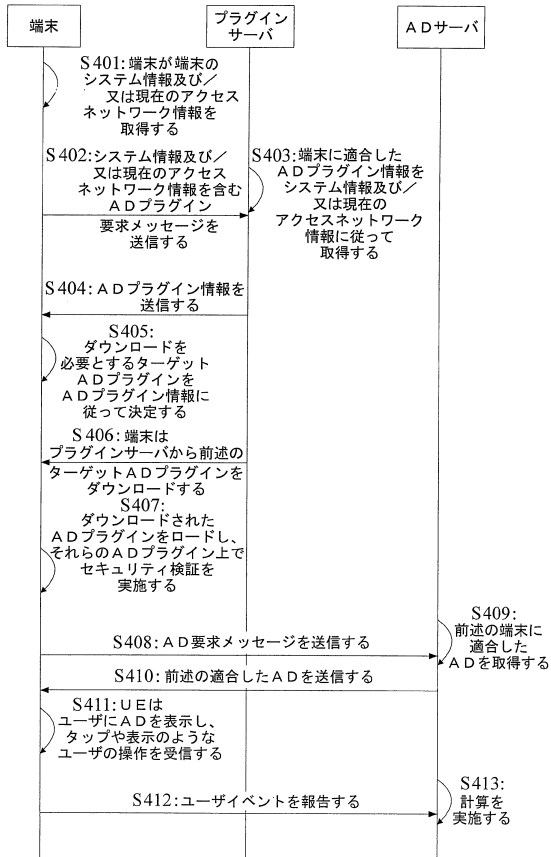 端末
プラグイン
サーバ
ADサーバ
S401:端末が端末の
システム情報及び/
又は現在のアクセス
ネットワーク情報を
取得する
S402:システム情報及び/
又は現在のアクセス
ネットワーク情報を含む
ADプラグイン
要求メッセージを
送信する
S403:端末に適合した
ADプラグイン情報を
システム情報及び/
又は現在の
アクセスネットワーク
情報に従って
取得する
S404:ADプラグイン情報を
送信する
S405:
ダウンロードを
必要とするターゲット
ADプラグインを
ADプラグイン情報に
従って決定する
S406:端末は
プラグインサーバから前述の
ターゲットADプラグインを
ダウンロードする
S407:
ダウンロードされた
ADプラグインをロードし、
それらのADプラグイン上で
セキュリティ検証を
実施する
S408:AD要求メッセージを送信する
S409:
前述の端末に
適合した
ADを取得する
S410:前述の適合したADを送信する
S411:UEは
ユーザにADを表示し、
タップや表示のような
ユーザの操作を受信する
S412:ユーザイベントを報告する
S413:
計算を
実施する